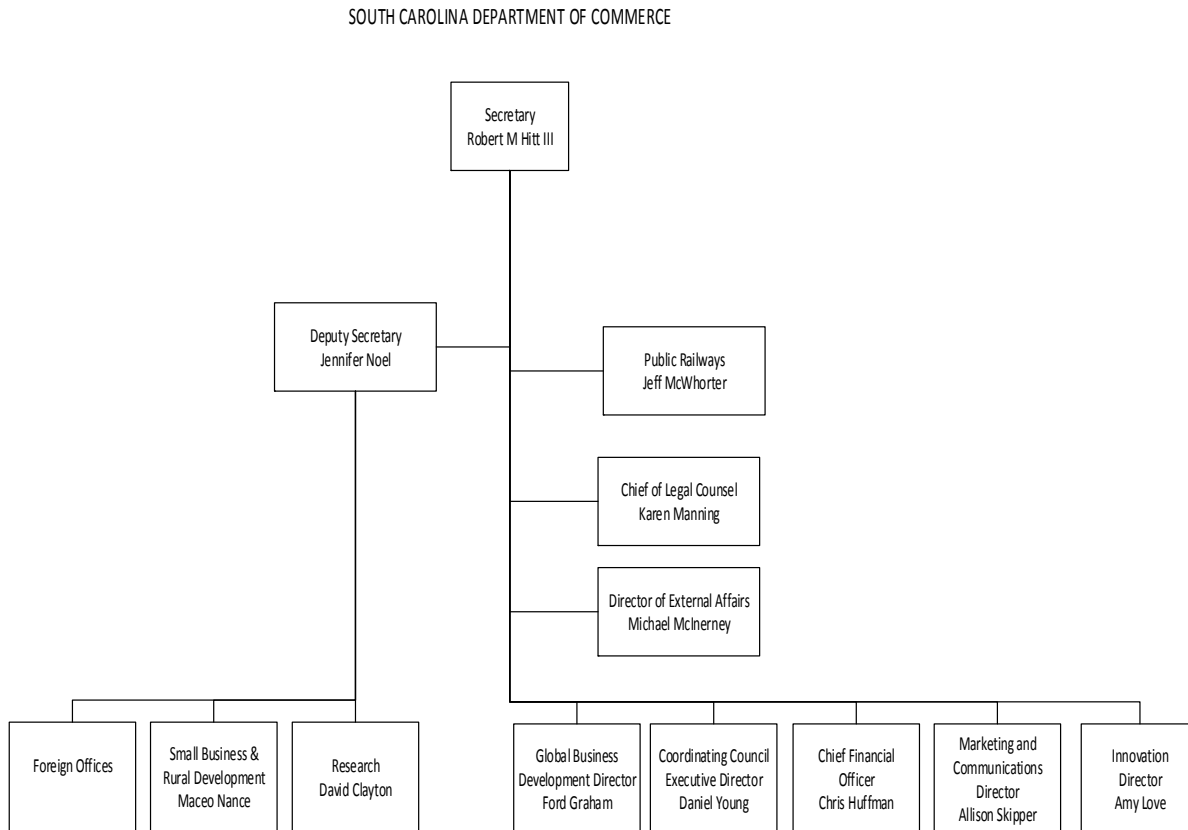 SOUTH CAROLINA DEPARTMENT OF COMMERCE
Secretary
Robert M Hitt III
Deputy Secretary
Jennifer Noel
Public Railways
Jeff McWhorter
Chief of Legal Counsel
Karen Manning
Director of External Affairs
Michael McInerney
Foreign Offices
Small Business &
Rural Development
Maceo Nance
Research
David Clayton
Global Business
Development Director
Ford Graham
Coordinating Council
Executive Director
Daniel Young
Chief Financial
Officer
Chris Huffman
Marketing and
Communications
Director
Allison Skipper
Innovation
Director
Amy Love